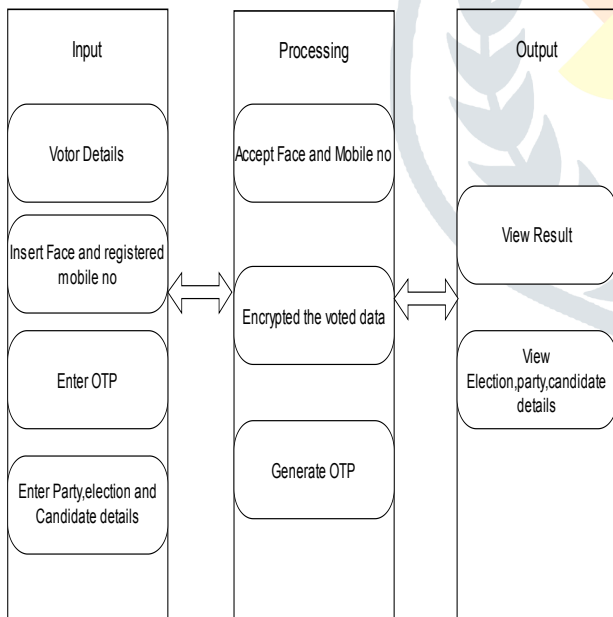 Input
Votor Details
Insert Face and registered
mobile no
Enter OTP
Enter Party,election and
Candidate details
Processing
Accept Face and Mobile no
Encrypted the voted data
Generate OTP
Output
View Result
View
Election,party,candidate
details